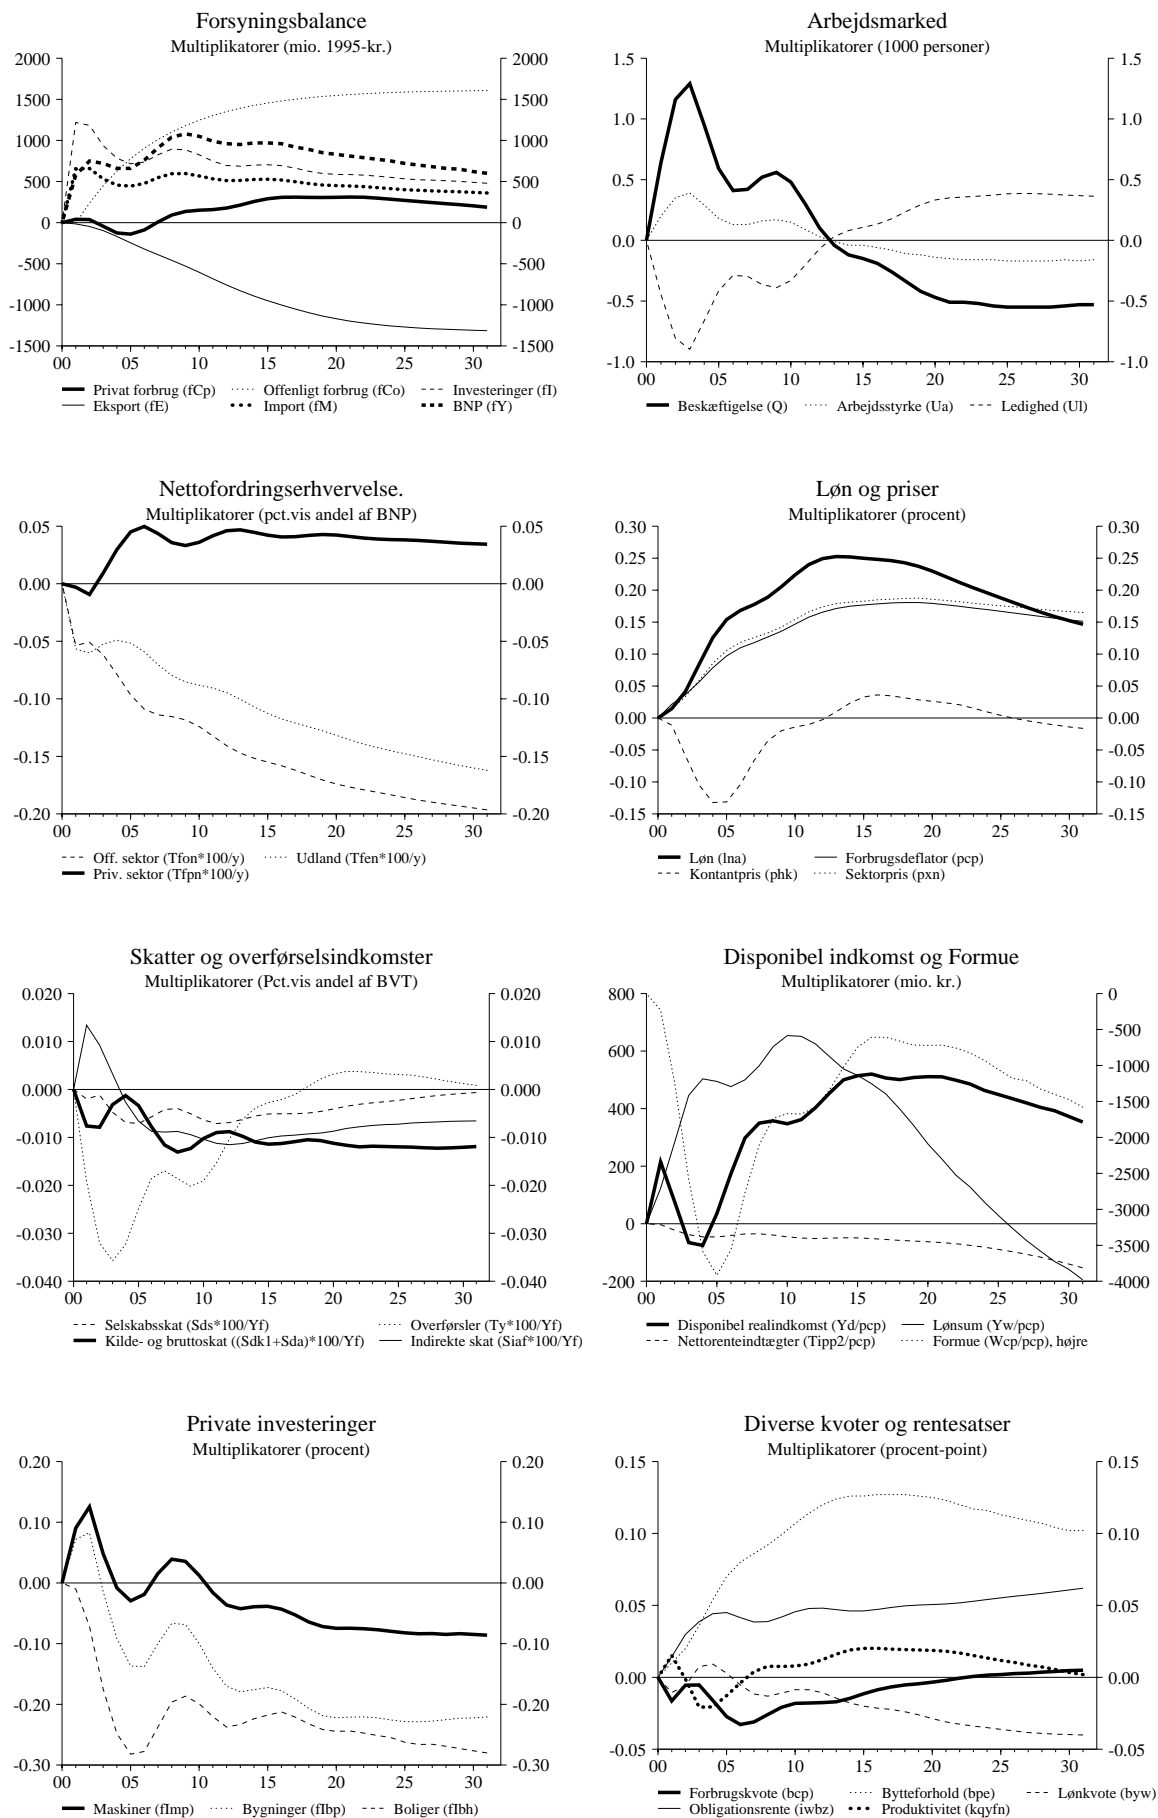 Forsyningsbalance
Multiplikatorer (mio. 1995-kr.)
2000 2000
1500 1500
1000 1000
500 500
0 0
-500 -500
-1000 -1000
-1500 -1500
00 05 10 15 20 25 30
Privat forbrug (fCp) Offenligt forbrug (fCo) Investeringer (fI)
Eksport (fE) Import (fM) BNP (fY)
Arbejdsmarked
Multiplikatorer (1000 personer)
1.5 1.5
1.0 1.0
0.5 0.5
0.0 0.0
-0.5 -0.5
-1.0 -1.0
00 05 10 15 20 25 30
Beskæftigelse (Q) Arbejdsstyrke (Ua) Ledighed (Ul)
Nettofordringserhvervelse.
Multiplikatorer (pct.vis andel af BNP)
0.05 0.05
0.00 0.00
-0.05 -0.05
-0.10 -0.10
-0.15 -0.15
-0.20 -0.20
00 05 10 15 20 25 30
Off. sektor (Tfon*100/y) Udland (Tfen*100/y)
Priv. sektor (Tfpn*100/y)
Løn og priser
Multiplikatorer (procent)
0.30 0.30
0.25 0.25
0.20 0.20
0.15 0.15
0.10 0.10
0.05 0.05
0.00 0.00
-0.05 -0.05
-0.10 -0.10
-0.15 -0.15
00 05 10 15 20 25 30
Løn (lna) Forbrugsdeflator (pcp)
Kontantpris (phk) Sektorpris (pxn)
Skatter og overførselsindkomster
Multiplikatorer (Pct.vis andel af BVT)
0.020 0.020
0.010 0.010
0.000 0.000
-0.010 -0.010
-0.020 -0.020
-0.030 -0.030
-0.040 -0.040
00 05 10 15 20 25 30
Selskabsskat (Sds*100/Yf) Overførsler (Ty*100/Yf)
Kilde- og bruttoskat ((Sdk1+Sda)*100/Yf) Indirekte skat (Siaf*100/Yf)
Disponibel indkomst og Formue
Multiplikatorer (mio. kr.)
800 0
-500
600 -1000
-1500
400 -2000
200 -2500
-3000
0 -3500
-200 -4000
00 05 10 15 20 25 30
Disponibel realindkomst (Yd/pcp) Lønsum (Yw/pcp)
Nettorenteindtægter (Tipp2/pcp) Formue (Wcp/pcp), højre
Private investeringer
Multiplikatorer (procent)
0.20 0.20
0.10 0.10
0.00 0.00
-0.10 -0.10
-0.20 -0.20
-0.30 -0.30
00 05 10 15 20 25 30
Maskiner (fImp) Bygninger (fIbp) Boliger (fIbh)
Diverse kvoter og rentesatser
Multiplikatorer (procent-point)
0.15 0.15
0.10 0.10
0.05 0.05
0.00 0.00
-0.05 -0.05
00 05 10 15 20 25 30
Forbrugskvote (bcp) Bytteforhold (bpe) Lønkvote (byw)
Obligationsrente (iwbz) Produktivitet (kqyfn)